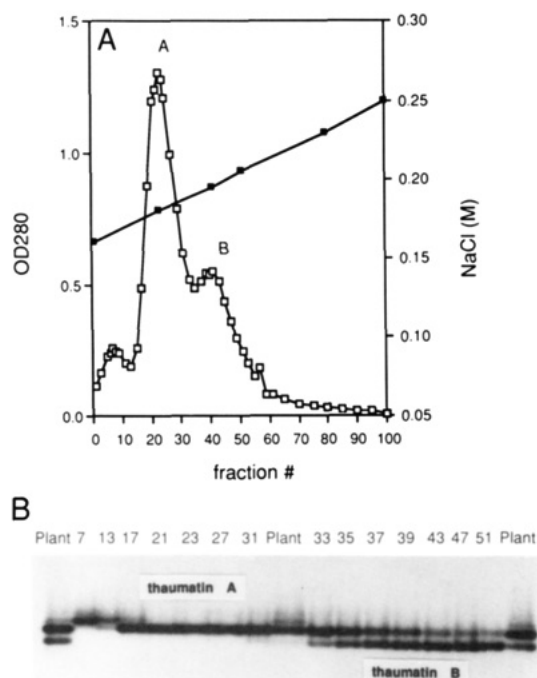 A
A
B
1.5
1.0
0.5
0.0
OD280
0.30
0.25
0.20
0.15
0.10
0.05
NaCl (M)
0 10 20 30 40 50 60 70 80 90 100
fraction #
B
Plant 7 13 17 21 23 27 31 Plant 33 35 37 39 43 47 51 Plant
thaumatin A
thaumatin B